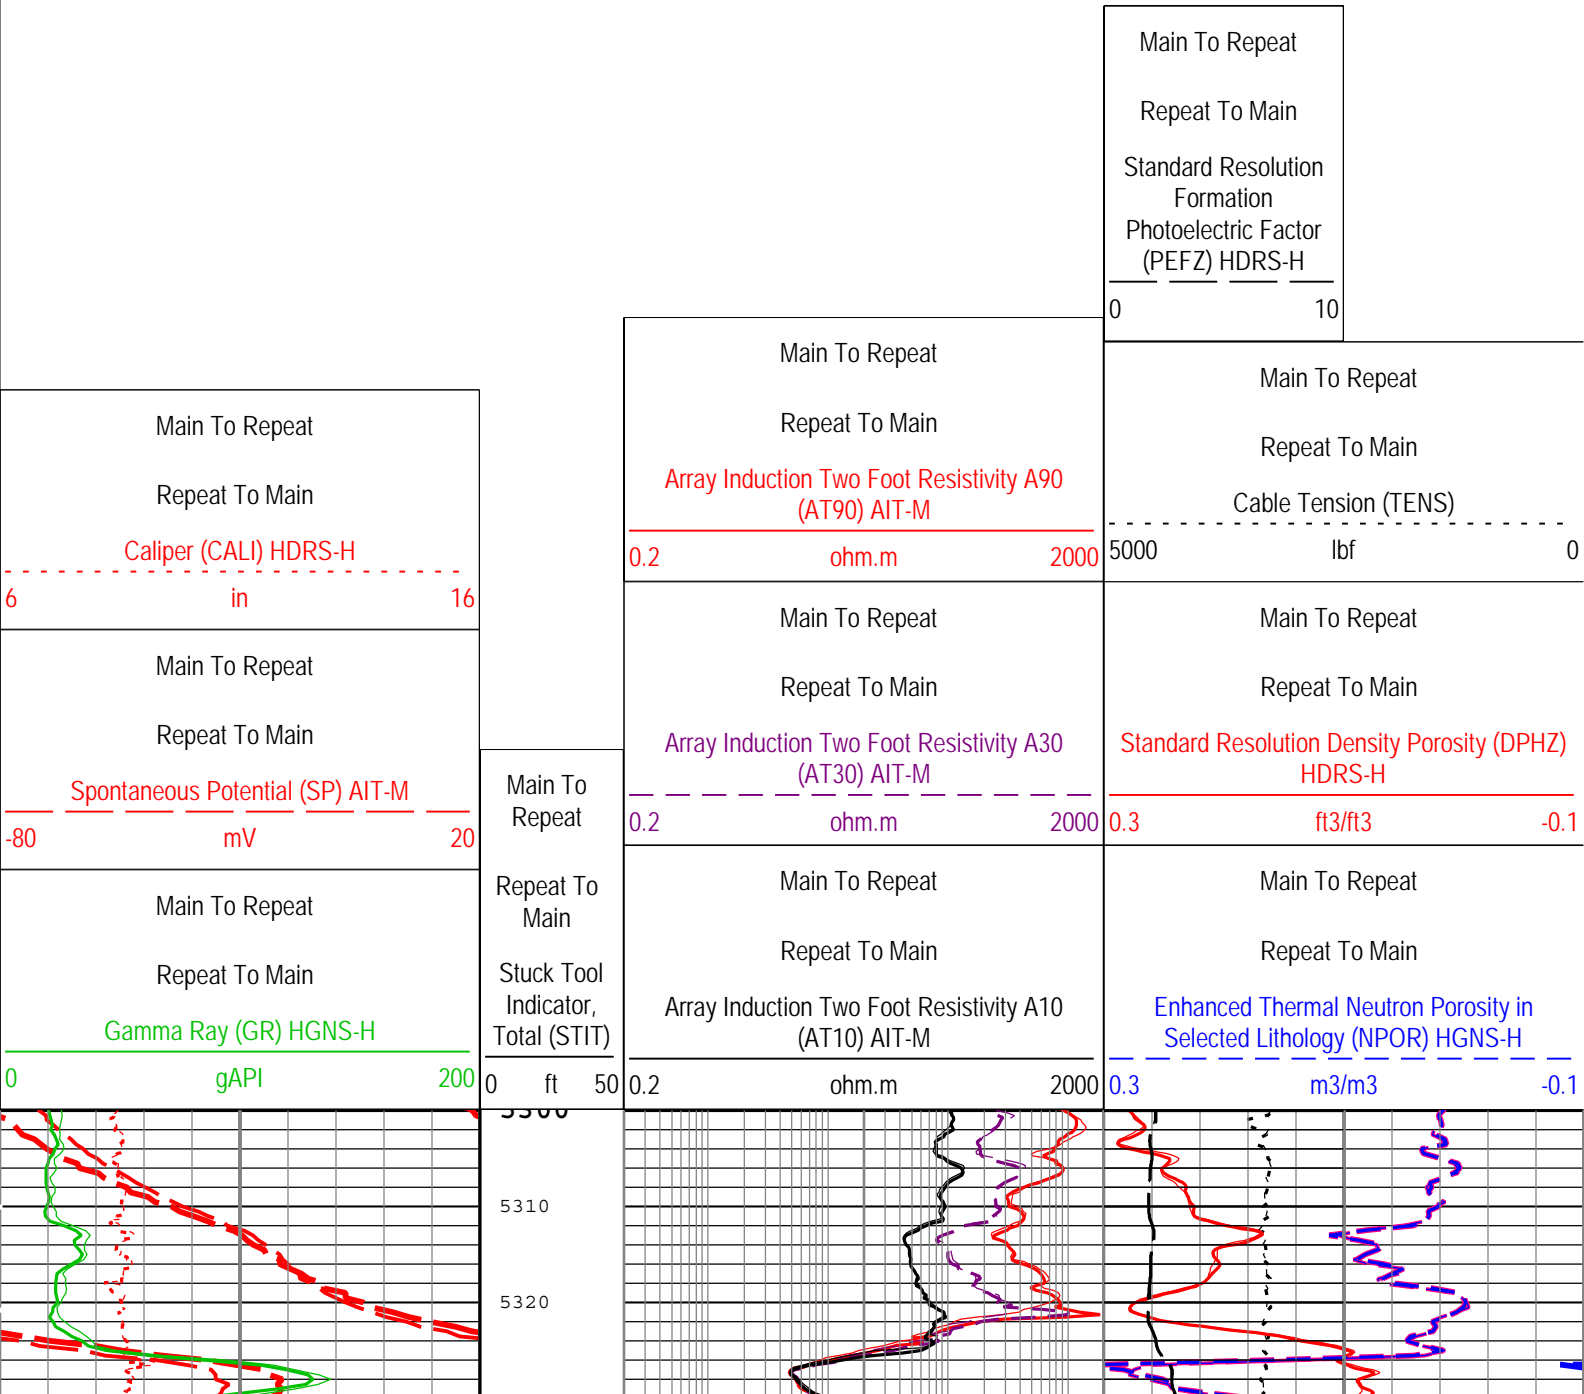 Main To Repeat
Repeat To Main
Standard Resolution
Formation
Photoelectric Factor
(PEFZ) HDRS-H
0 10
Main To Repeat
Repeat To Main
Cable Tension (TENS)
5000 lbf 0
Main To Repeat
Repeat To Main
Array Induction Two Foot Resistivity A90
(AT90) AIT-M
0.2 ohm.m 2000
Main To Repeat
Repeat To Main
Caliper (CALI) HDRS-H
6 in 16
Main To Repeat
Repeat To Main
Spontaneous Potential (SP) AIT-M
-80 mV 20
Main To Repeat
Repeat To Main
Gamma Ray (GR) HGNS-H
0 gAPI 200
Main To
Repeat
Repeat To
Main
Stuck Tool
Indicator,
Total (STIT)
0 ft 50
Main To Repeat
Repeat To Main
Array Induction Two Foot Resistivity A30
(AT30) AIT-M
0.2 ohm.m 2000
Main To Repeat
Repeat To Main
Array Induction Two Foot Resistivity A10
(AT10) AIT-M
0.2 ohm.m 2000
Main To Repeat
Repeat To Main
Standard Resolution Density Porosity (DPHZ)
HDRS-H
0.3 ft3/ft3 -0.1
Main To Repeat
Repeat To Main
Enhanced Thermal Neutron Porosity in
Selected Lithology (NPOR) HGNS-H
0.3 m3/m3 -0.1
5300
5310
5320